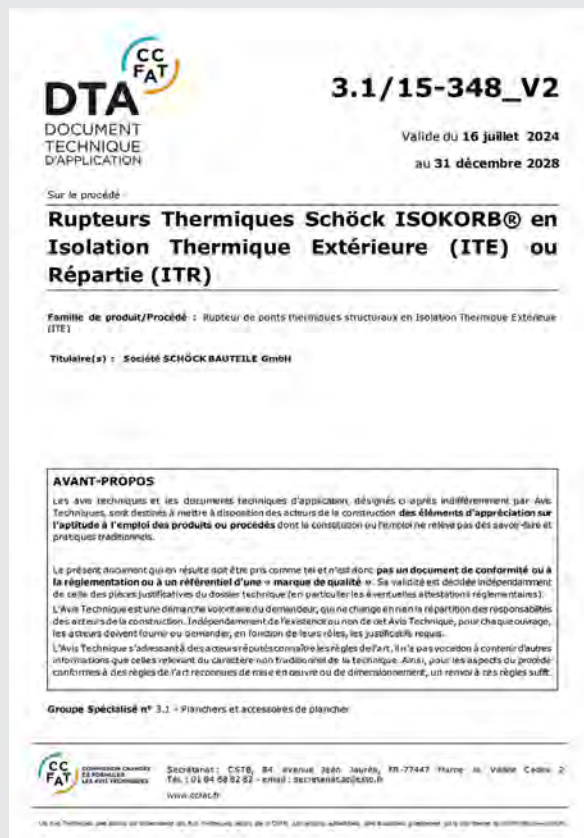 CC
FAT
DTA
DOCUMENT
TECHNIQUE
D'APPLICATION
3.1/15-348_V2
Valide du 16 juillet 2024
au 31 décembre 2028
Sur le procédé
Rupteurs Thermiques Schöck ISOKORB® en
Isolation Thermique Extérieure (ITE) ou
Répartie (ITR)
Famille de produit/Procédé : Rupteur de ponts thermiques structuraux en Isolation Thermique Extérieure
(ITE)
Titulaire(s) : Société SCHÖCK BAUTEILE GmbH
AVANT-PROPOS
Les avis techniques et les documents techniques d'application, désignés ci-après indifféremment par Avis
Techniques, sont destinés à mettre à disposition des acteurs de la construction des éléments d'appréciation sur
l'aptitude à l'emploi des produits ou procédés dont la constitution ou l'emploi ne relève pas des savoir-faire et
pratiques traditionnels.
Le présent document qui en résulte doit être pris comme tel et n'est donc pas un document de conformité ou à
la réglementation ou à un référentiel d'une « marque de qualité ». Sa validité est décidée indépendamment
de celle des pièces justificatives du dossier technique (en particulier les éventuelles attestations réglementaires).
L'Avis Technique est une démarche volontaire du demandeur, qui ne change en rien la répartition des responsabilités
des acteurs de la construction. Indépendamment de l'existence ou non de cet Avis Technique, pour chaque ouvrage,
les acteurs doivent fournir ou demander, en fonction de leurs rôles, les justificatifs requis.
L'Avis Technique s'adressant à des acteurs réputés connaître les règles de l'art, il n'a pas vocation à contenir d'autres
informations que celles relevant du caractère non traditionnel de la technique. Ainsi, pour les aspects du procédé
conformes à des règles de l'art reconnues de mise en œuvre ou de dimensionnement, un renvoi à ces règles suffit.
Groupe Spécialisé n° 3.1 - Planchers et accessoires de plancher
CC
FAT
COMMISSION CHARGÉE
DE FORMULER
LES AVIS TECHNIQUES
Secrétariat : CSTB, 84 avenue Jean Jaurès, FR-77447 Marne la Vallée Cedex 2
Tél. : 01 64 68 82 82 - email : secretariat.at@cstb.fr
www.ccfat.fr